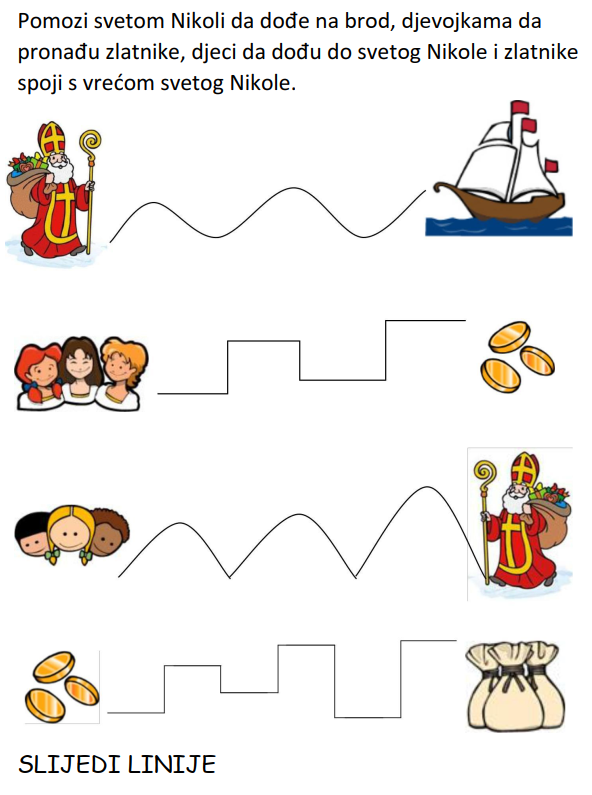 Pomozi svetom Nikoli da dođe na brod, djevojkama da
pronađu zlatnike, djeci da dođu do svetog Nikole i zlatnike
spoji s vrećom svetog Nikole.
SLIJEDI LINIJE